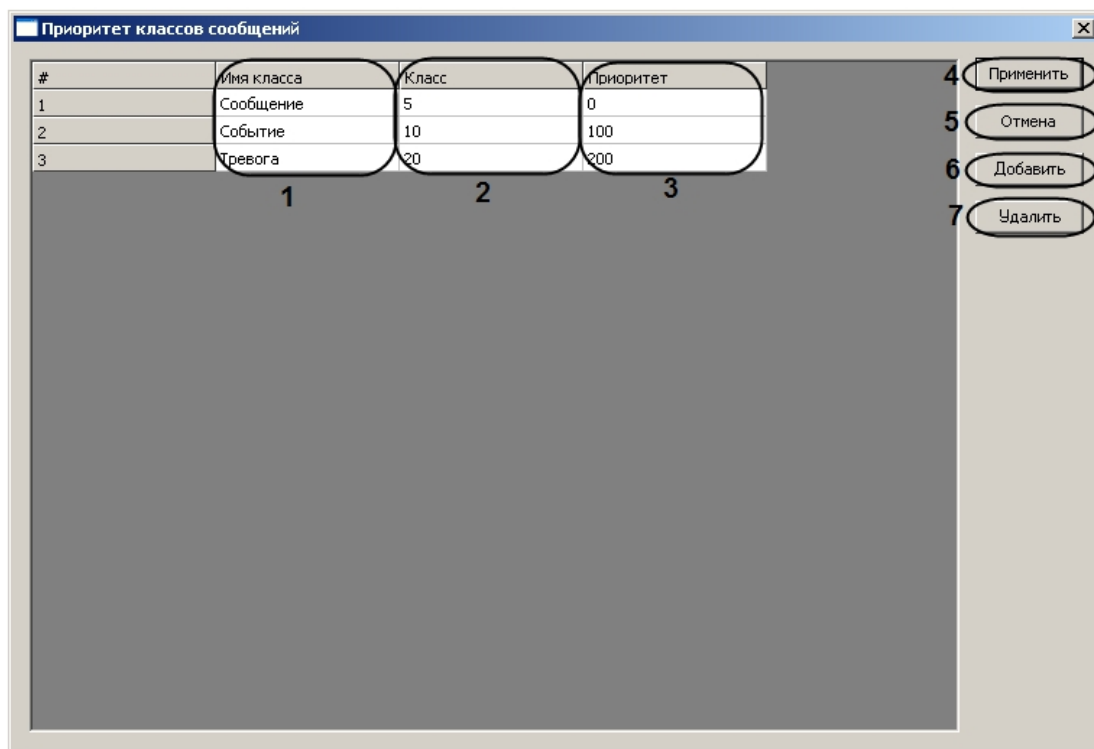 Приоритет классов сообщений
# Имя класса Класс Приоритет
1 Сообщение 5 0
2 Событие 10 100
3 Тревога 20 200
1 2 3
4 Применить
5 Отмена
6 Добавить
7 Удалить